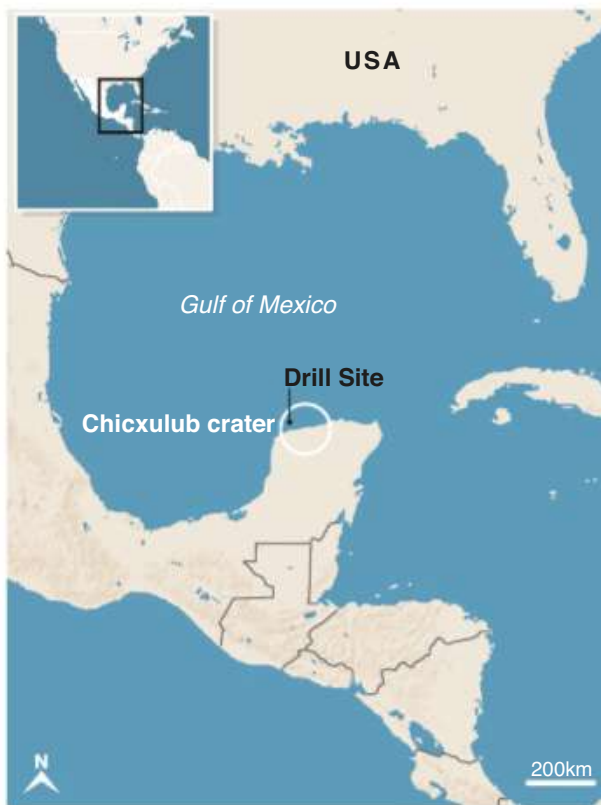 USA
Gulf of Mexico
Drill Site
Chicxulub crater
N
200km